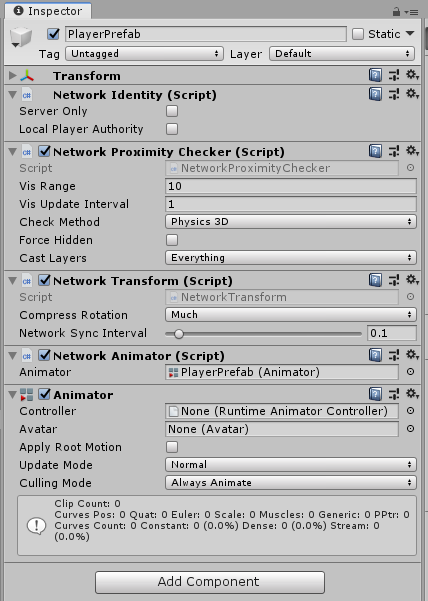 Inspector
PlayerPrefab
Static
Tag Untagged Layer Default
Transform
Network Identity (Script)
Server Only
Local Player Authority
Network Proximity Checker (Script)
Script NetworkProximityChecker
Vis Range 10
Vis Update Interval 1
Check Method Physics 3D
Force Hidden
Cast Layers Everything
Network Transform (Script)
Script NetworkTransform
Compress Rotation Much
Network Sync Interval 0.1
Network Animator (Script)
Animator PlayerPrefab (Animator)
Animator
Controller None (Runtime Animator Controller)
Avatar None (Avatar)
Apply Root Motion
Update Mode Normal
Culling Mode Always Animate
Clip Count: 0
Curves Pos: 0 Quat: 0 Euler: 0 Scale: 0 Muscles: 0 Generic: 0 PPtr: 0
Curves Count: 0 Constant: 0 (0.0%) Dense: 0 (0.0%) Stream: 0
(0.0%)
Add Component